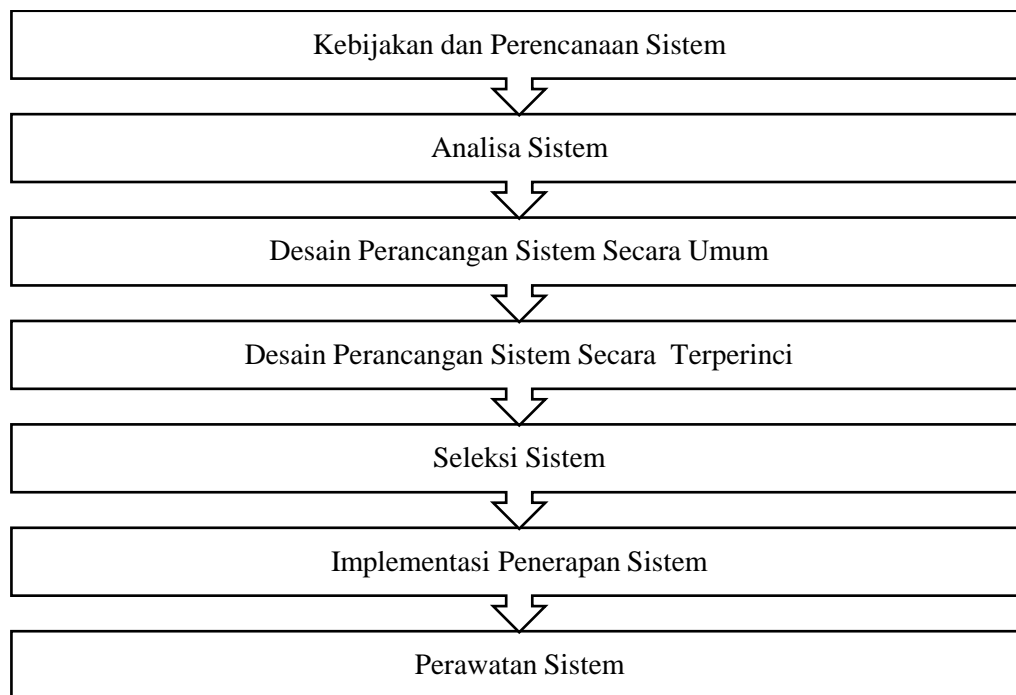 Kebijakan dan Perencanaan Sistem
Analisa Sistem
Desain Perancangan Sistem Secara Umum
Desain Perancangan Sistem Secara  Terperinci
Seleksi Sistem
Implementasi Penerapan Sistem
Perawatan Sistem